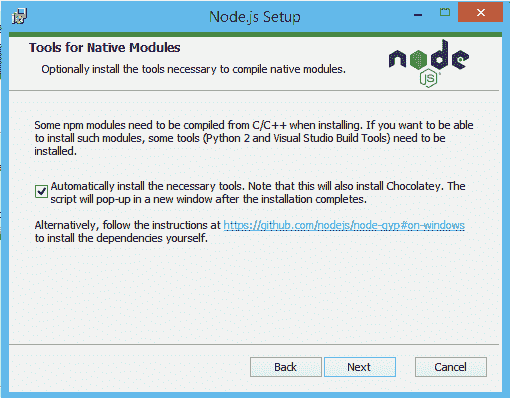 Node.js Setup
Tools for Native Modules
Optionally install the tools necessary to compile native modules.
node
JS
Some npm modules need to be compiled from C/C++ when installing. If you want to be able
to install such modules, some tools (Python 2 and Visual Studio Build Tools) need to be
installed.
Automatically install the necessary tools. Note that this will also install Chocolatey. The
script will pop-up in a new window after the installation completes.
Alternatively, follow the instructions at https://github.com/nodejs/node-gyp#on-windows
to install the dependencies yourself.
Back Next Cancel